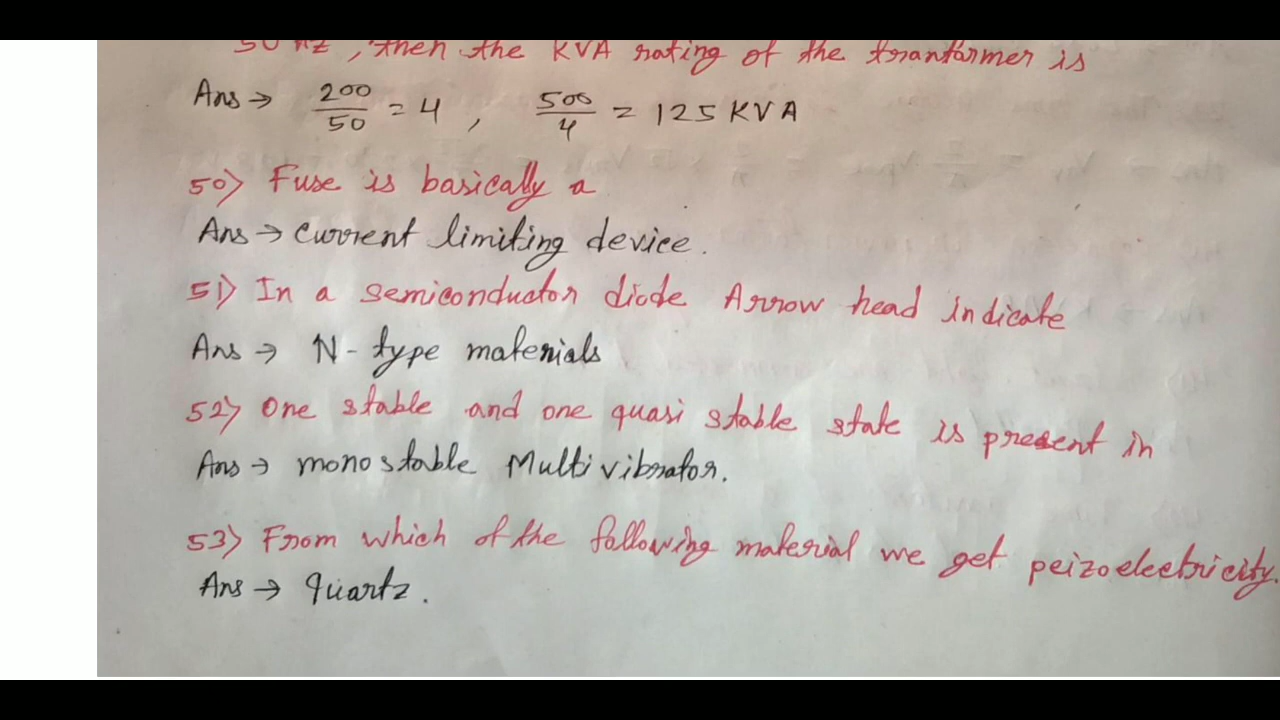 50 Hz, then the KVA rating of the tranformer is
Ans → 200/50 = 4, 500/4 = 125 KVA
50) Fuse is basically a
Ans → current limiting device.
51) In a semiconductor diode Arrow head indicate
Ans → N-type materials
52) One stable and one quasi stable state is present in
Ans → monostable Multivibrator.
53) From which of the following material we get peizoelectricity.
Ans → quartz.